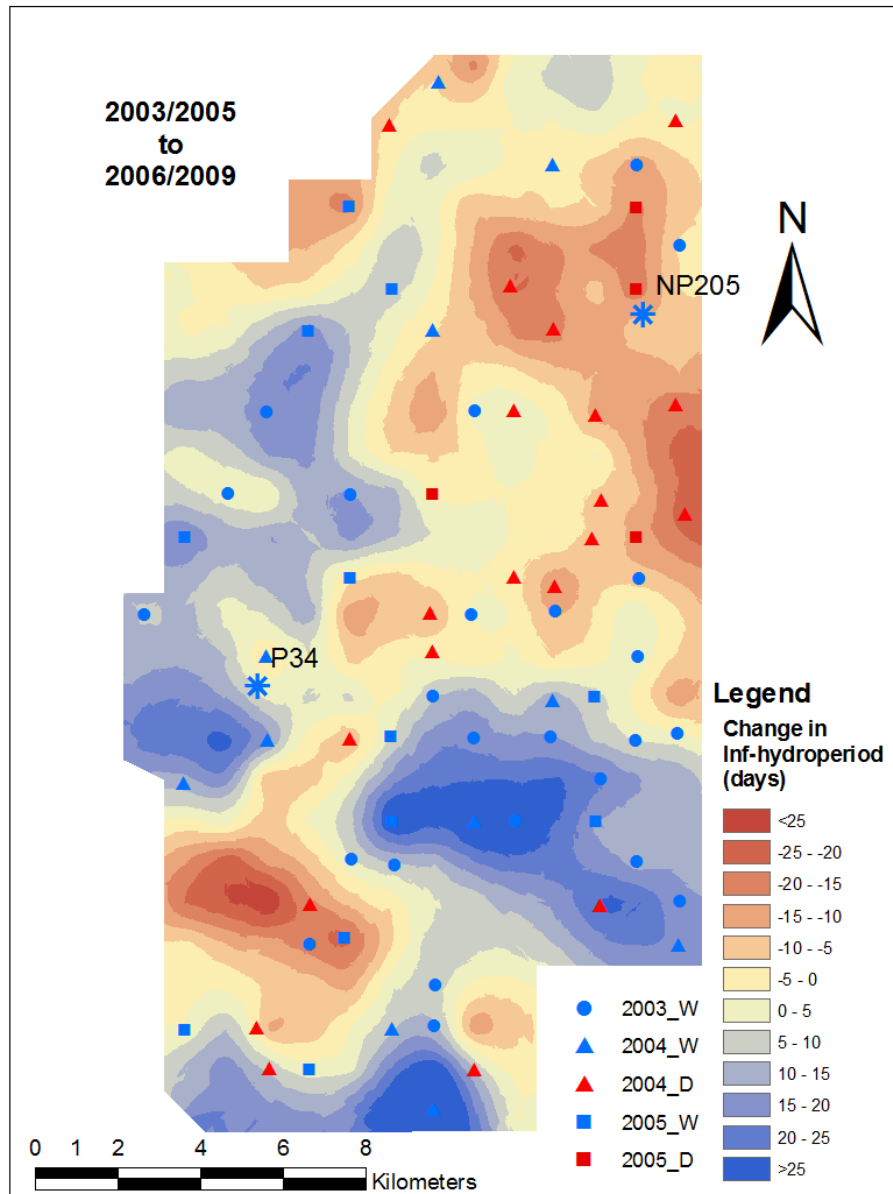 2003/2005
to
2006/2009
N
NP205
P34
Legend
Change in
Inf-hydroperiod
(days)
<25
-25 - -20
-20 - -15
-15 - -10
-10 - -5
-5 - 0
0 - 5
5 - 10
10 - 15
15 - 20
20 - 25
>25
2003_W
2004_W
2004_D
2005_W
2005_D
0 1 2 4 6 8
Kilometers